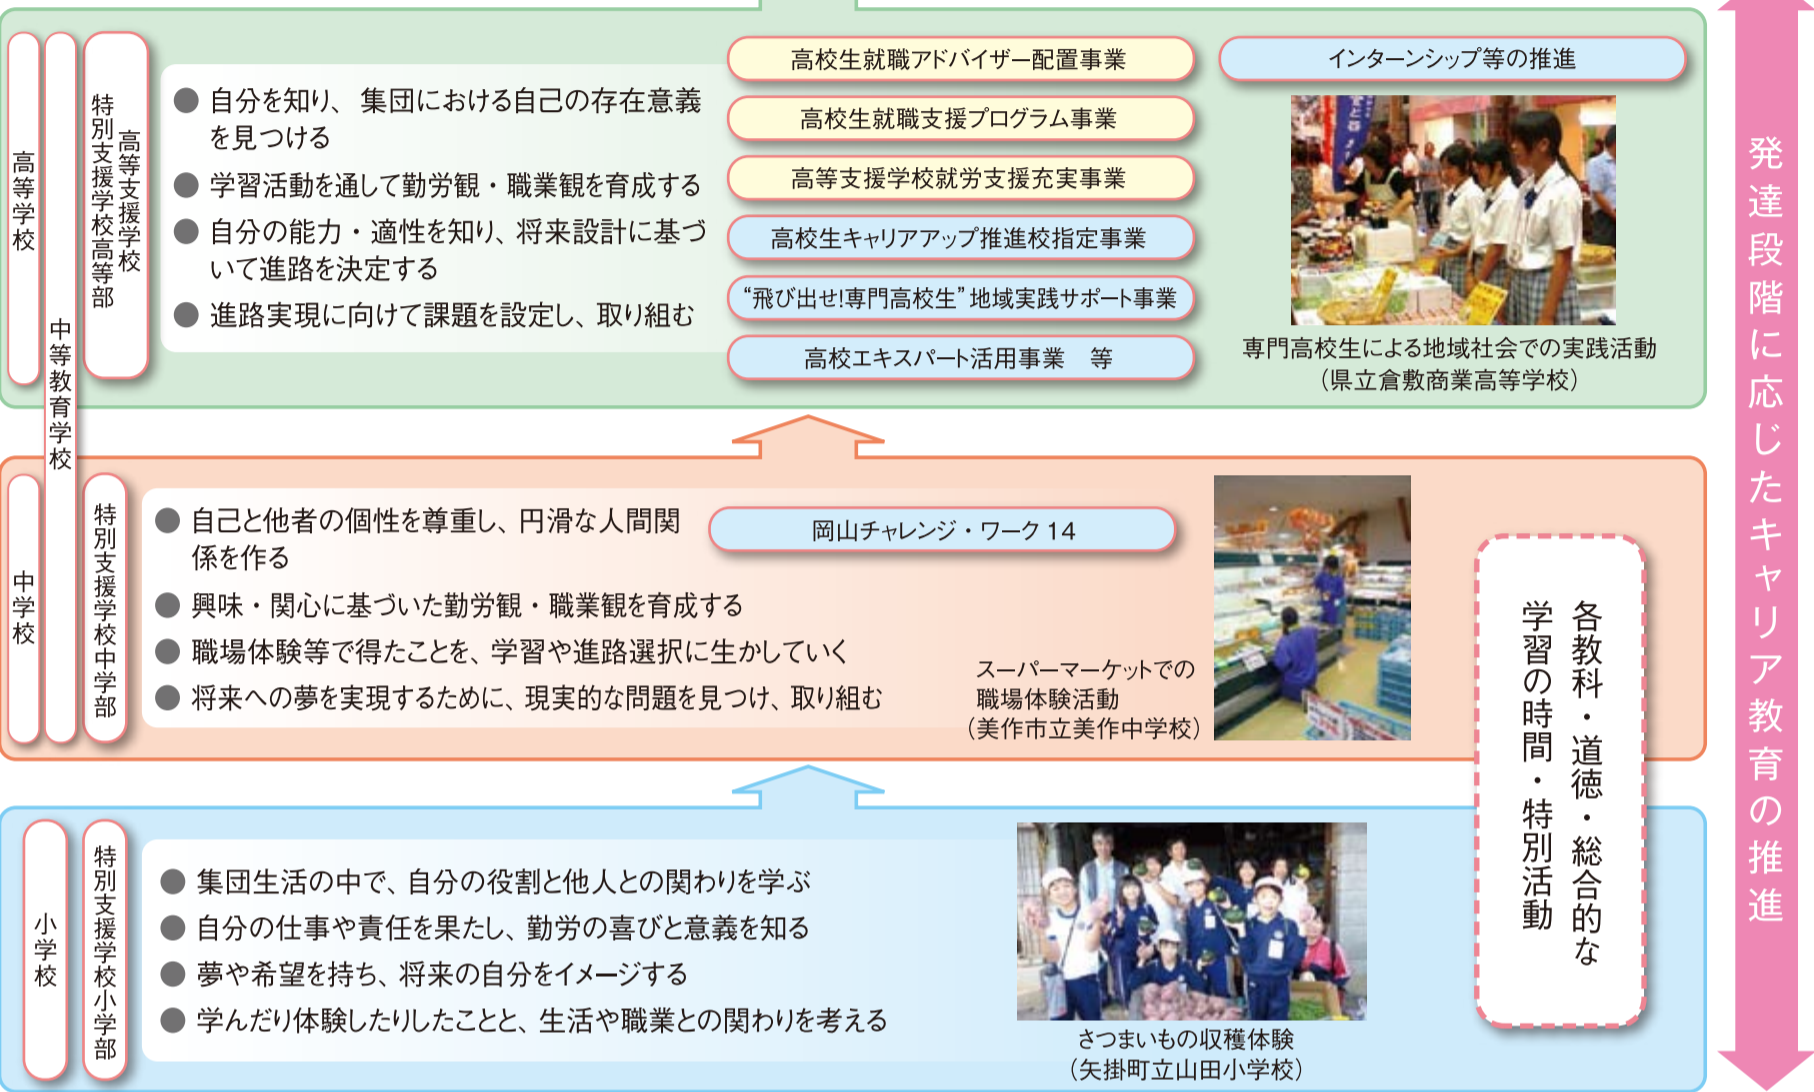 高等学校
中等教育学校
高等支援学校
特別支援学校高等部
● 自分を知り、集団における自己の存在意義
を見つける
● 学習活動を通して勤労観・職業観を育成する
● 自分の能力・適性を知り、将来設計に基づ
いて進路を決定する
● 進路実現に向けて課題を設定し、取り組む
高校生就職アドバイザー配置事業
高校生就職支援プログラム事業
高等支援学校就労支援充実事業
高校生キャリアアップ推進校指定事業
“飛び出せ!専門高校生”地域実践サポート事業
高校エキスパート活用事業　等
インターンシップ等の推進
専門高校生による地域社会での実践活動
（県立倉敷商業高等学校）
中学校
特別支援学校中学部
● 自己と他者の個性を尊重し、円滑な人間関
係を作る
● 興味・関心に基づいた勤労観・職業観を育成する
● 職場体験等で得たことを、学習や進路選択に生かしていく
● 将来への夢を実現するために、現実的な問題を見つけ、取り組む
岡山チャレンジ・ワーク 14
スーパーマーケットでの
職場体験活動
（美作市立美作中学校）
小学校
特別支援学校小学部
● 集団生活の中で、自分の役割と他人との関わりを学ぶ
● 自分の仕事や責任を果たし、勤労の喜びと意義を知る
● 夢や希望を持ち、将来の自分をイメージする
● 学んだり体験したりしたことと、生活や職業との関わりを考える
さつまいもの収穫体験
（矢掛町立山田小学校）
各教科・道徳・総合的な
学習の時間・特別活動
発達段階に応じたキャリア教育の推進